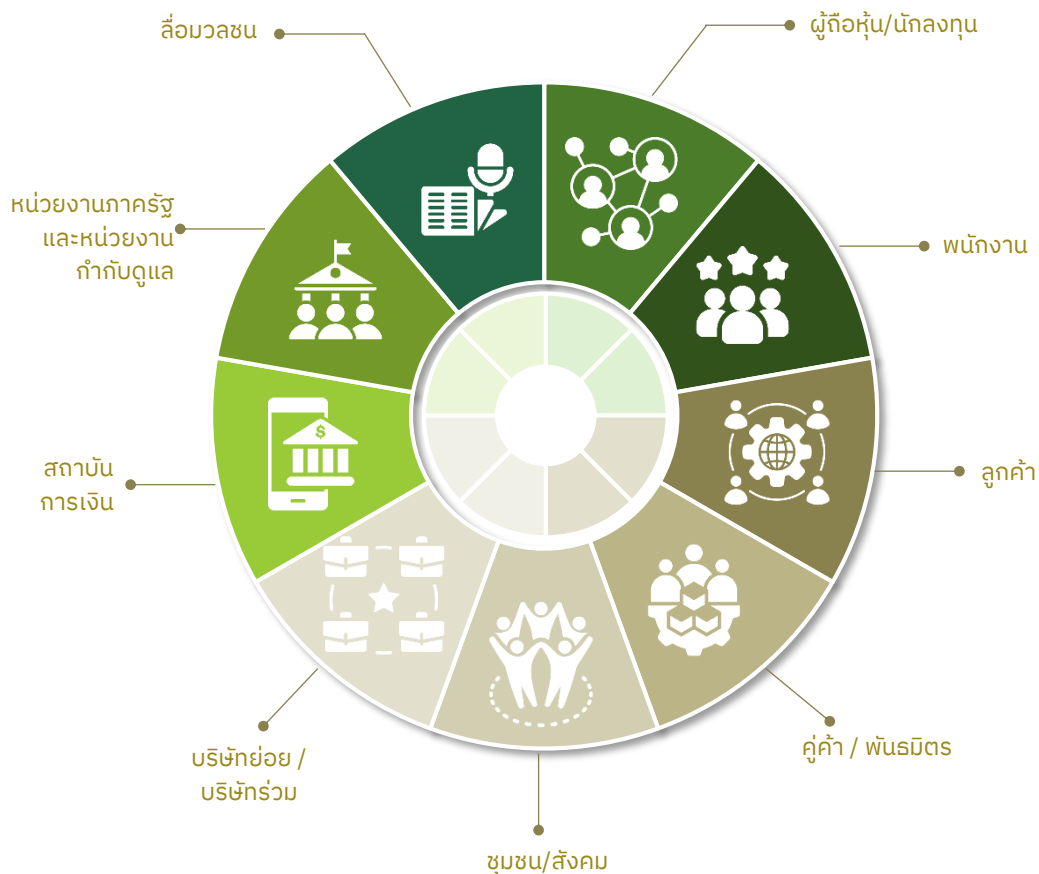 ลื่อมวลชน
ผู้ถือหุ้น/นักลงทุน
หน่วยงานภาครัฐ
และหน่วยงาน
กำกับดูแล
พนักงาน
$
สถาบัน
การเงิน
ลูกค้า
บริษัทย่อย /
บริษัทร่วม
คู่ค้า / พันธมิตร
ชุมชน/สังคม